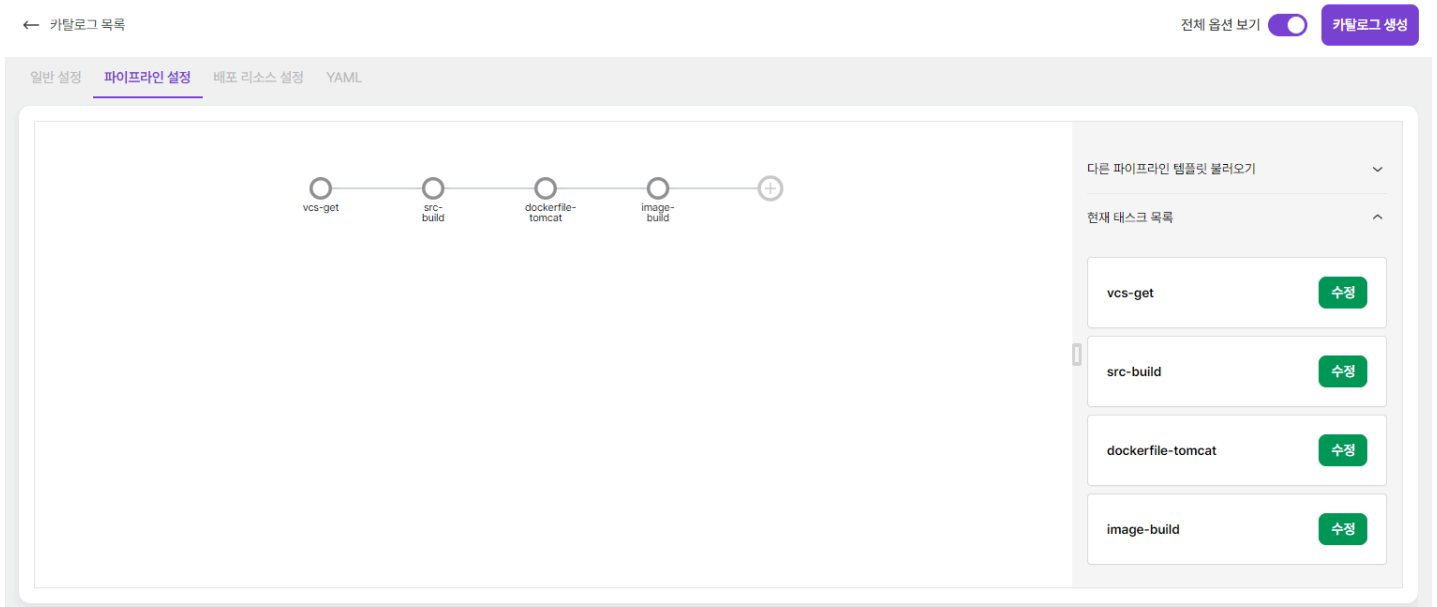 카탈로그 목록
전체 옵션 보기
카탈로그 생성
일반 설정
파이프라인 설정
배포 리소스 설정
YAML
vcs-get
src-
build
dockerfile-
tomcat
image-
build
다른 파이프라인 템플릿 불러오기
현재 태스크 목록
vcs-get
수정
src-build
수정
dockerfile-tomcat
수정
image-build
수정